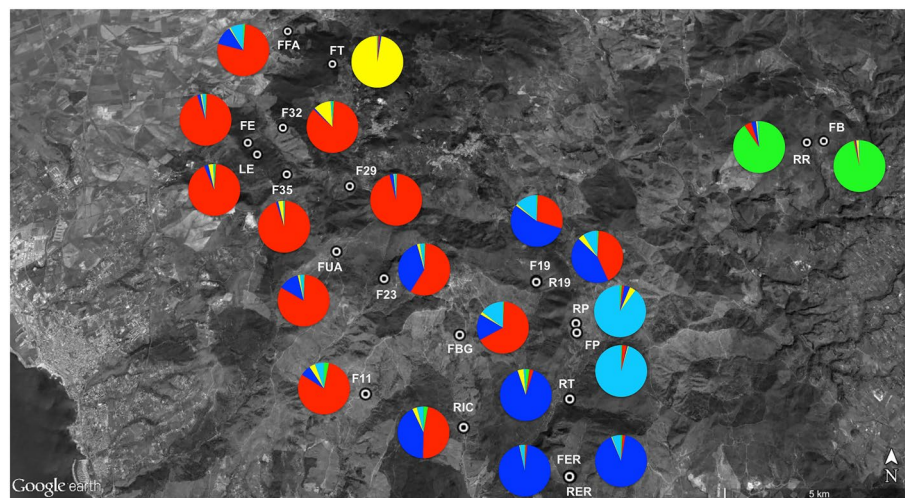 FFA
FT
F32
FE
LE
F29
F35
FB
RR
FUA
F23
F19
R19
RP
FP
FBG
F11
RT
RIC
FER
RER
N
Google earth
5 km